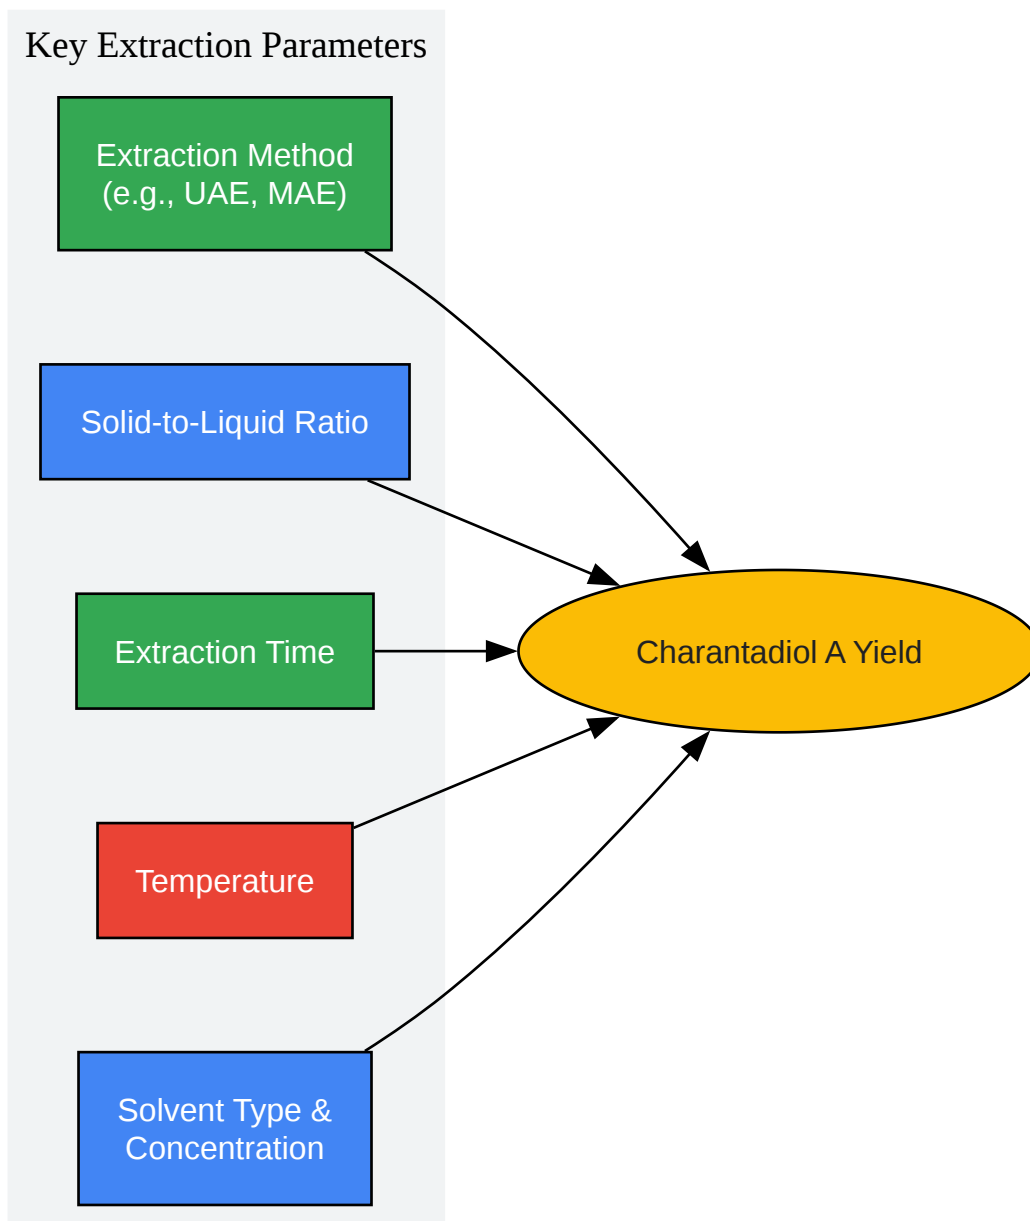 Key Extraction Parameters
Extraction Method
(e.g., UAE, MAE)
Solid-to-Liquid Ratio
Extraction Time
Charantadiol A Yield
Temperature
Solvent Type &
Concentration